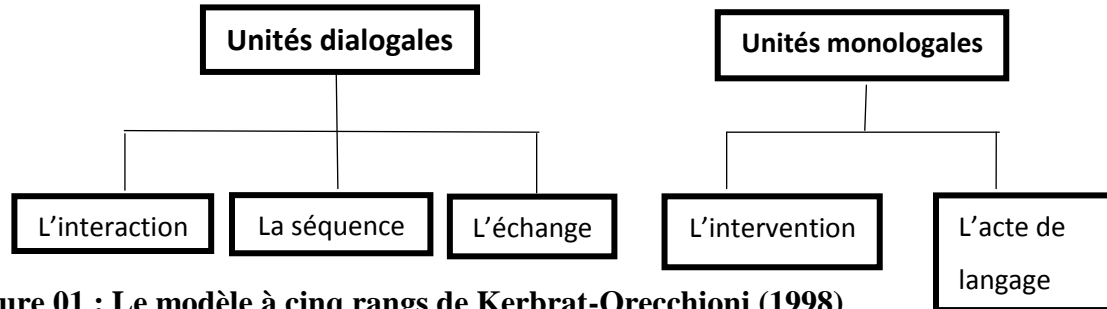 Unités dialogales
Unités monologales
L’interaction
La séquence
L’échange
L’intervention
L’acte de
langage
ure 01 : Le modèle à cinq rangs de Kerbrat-Orecchioni (1998)